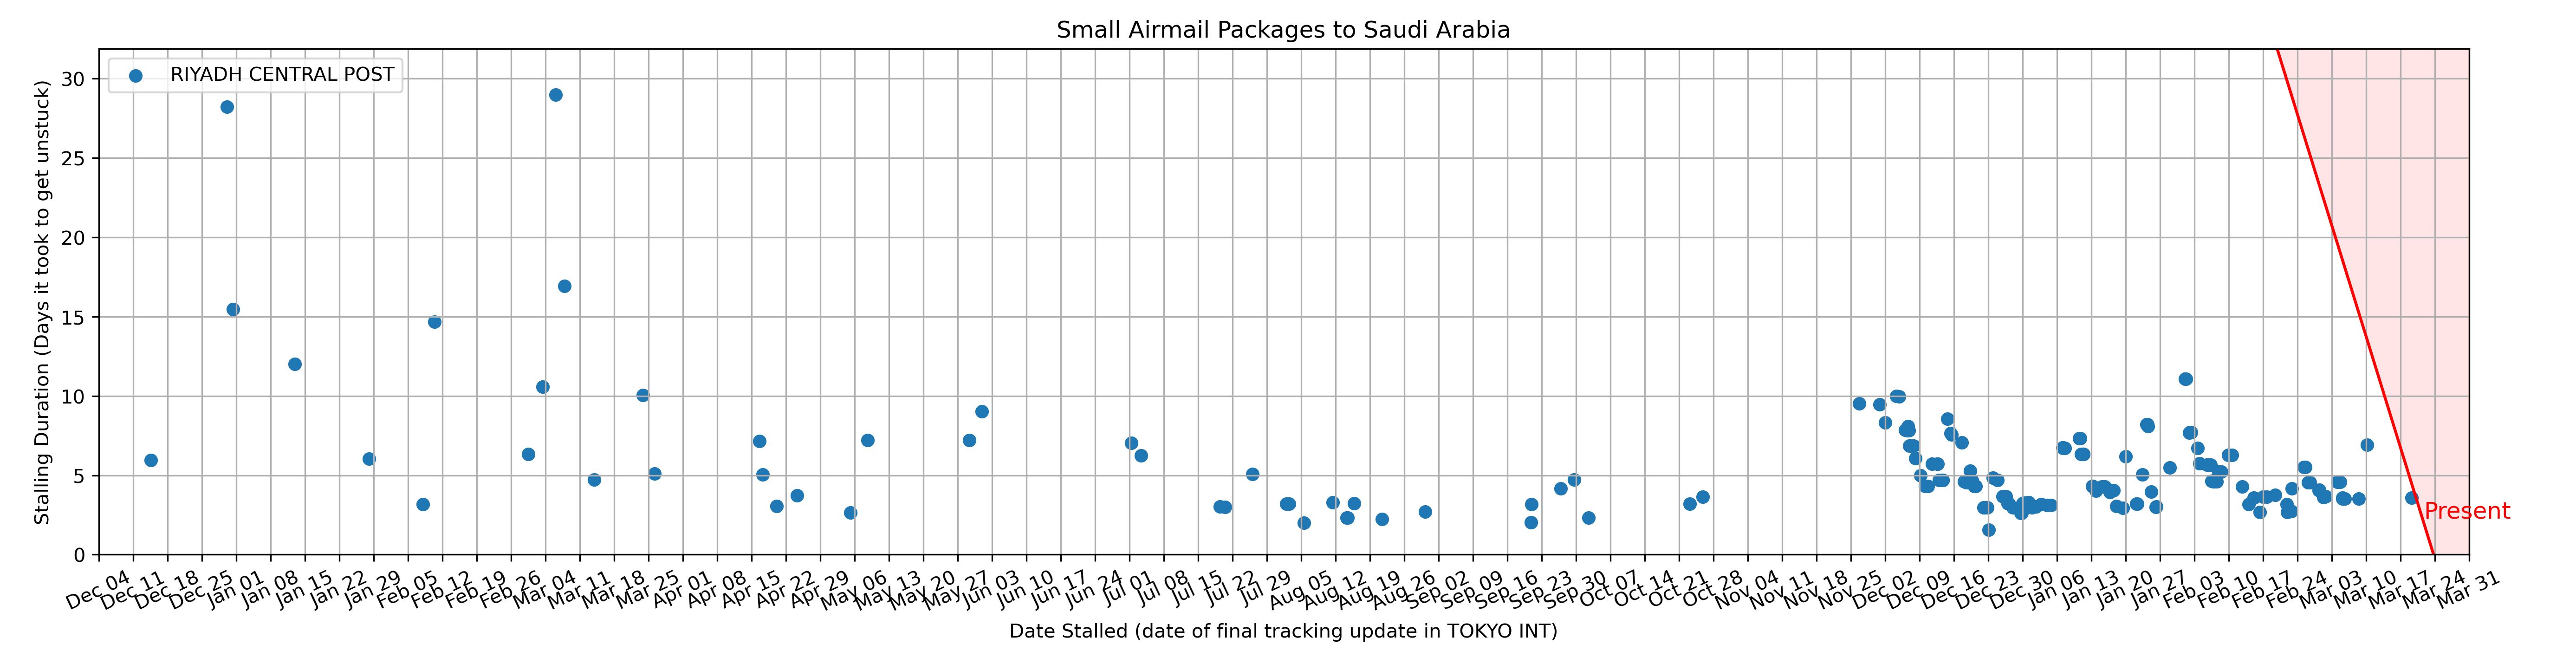 Small Airmail Packages to Saudi Arabia
RIYADH CENTRAL POST
Stalling Duration (Days it took to get unstuck)
30
25
20
15
10
5
0
Present
Dec 04
Dec 11
Dec 18
Dec 25
Jan 01
Jan 08
Jan 15
Jan 22
Jan 29
Feb 05
Feb 12
Feb 19
Feb 26
Mar 04
Mar 11
Mar 18
Mar 25
Apr 01
Apr 08
Apr 15
Apr 22
Apr 29
May 06
May 13
May 20
May 27
Jun 03
Jun 10
Jun 17
Jun 24
Jul 01
Jul 08
Jul 15
Jul 22
Jul 29
Aug 05
Aug 12
Aug 19
Aug 26
Sep 02
Sep 09
Sep 16
Sep 23
Sep 30
Oct 07
Oct 14
Oct 21
Oct 28
Nov 04
Nov 11
Nov 18
Nov 25
Dec 02
Dec 09
Dec 16
Dec 23
Dec 30
Jan 06
Jan 13
Jan 20
Jan 27
Feb 03
Feb 10
Feb 17
Feb 24
Mar 03
Mar 10
Mar 17
Mar 24
Mar 31
Date Stalled (date of final tracking update in TOKYO INT)